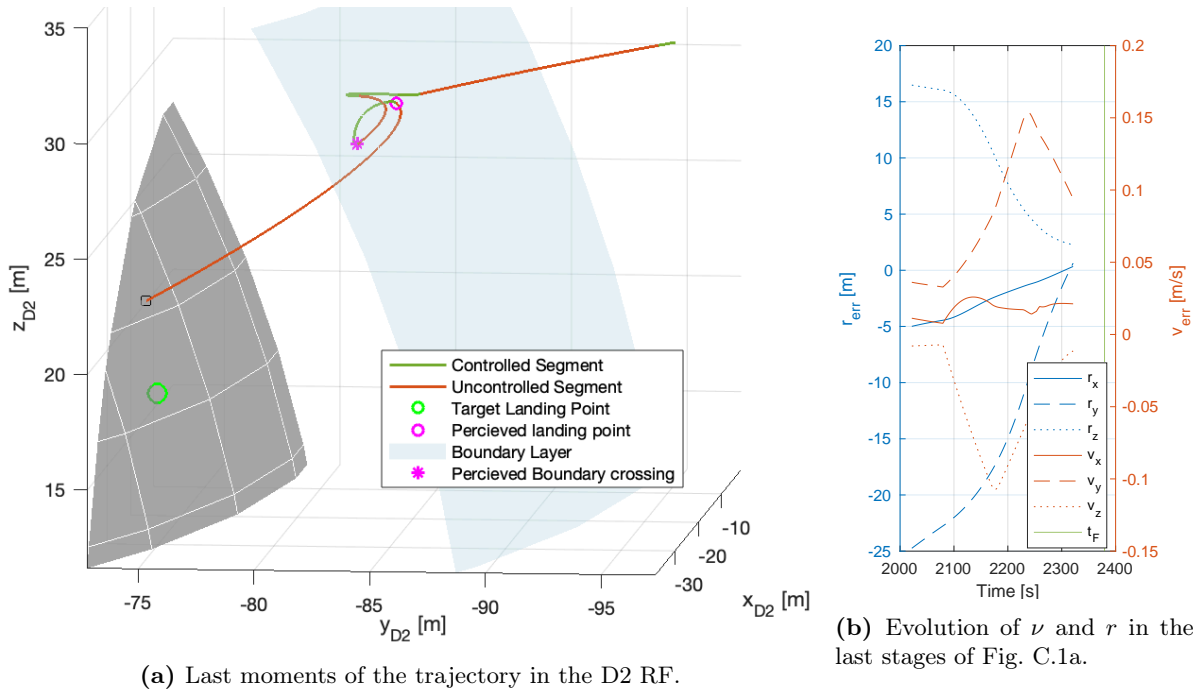 35
30
25
20
15
z_D2 [m]
-75
-80
-85
-90
-95
y_D2 [m]
-30
-20
-10
x_D2 [m]
Controlled Segment
Uncontrolled Segment
Target Landing Point
Percieved landing point
Boundary Layer
Percieved Boundary crossing
(a) Last moments of the trajectory in the D2 RF.
20
15
10
5
0
-5
-10
-15
-20
-25
r_err [m]
2000
2100
2200
2300
2400
Time [s]
0.2
0.15
0.1
0.05
0
-0.05
-0.1
-0.15
v_err [m/s]
r_x
r_y
r_z
v_x
v_y
v_z
t_F
(b) Evolution of ν and r in the
last stages of Fig. C.1a.